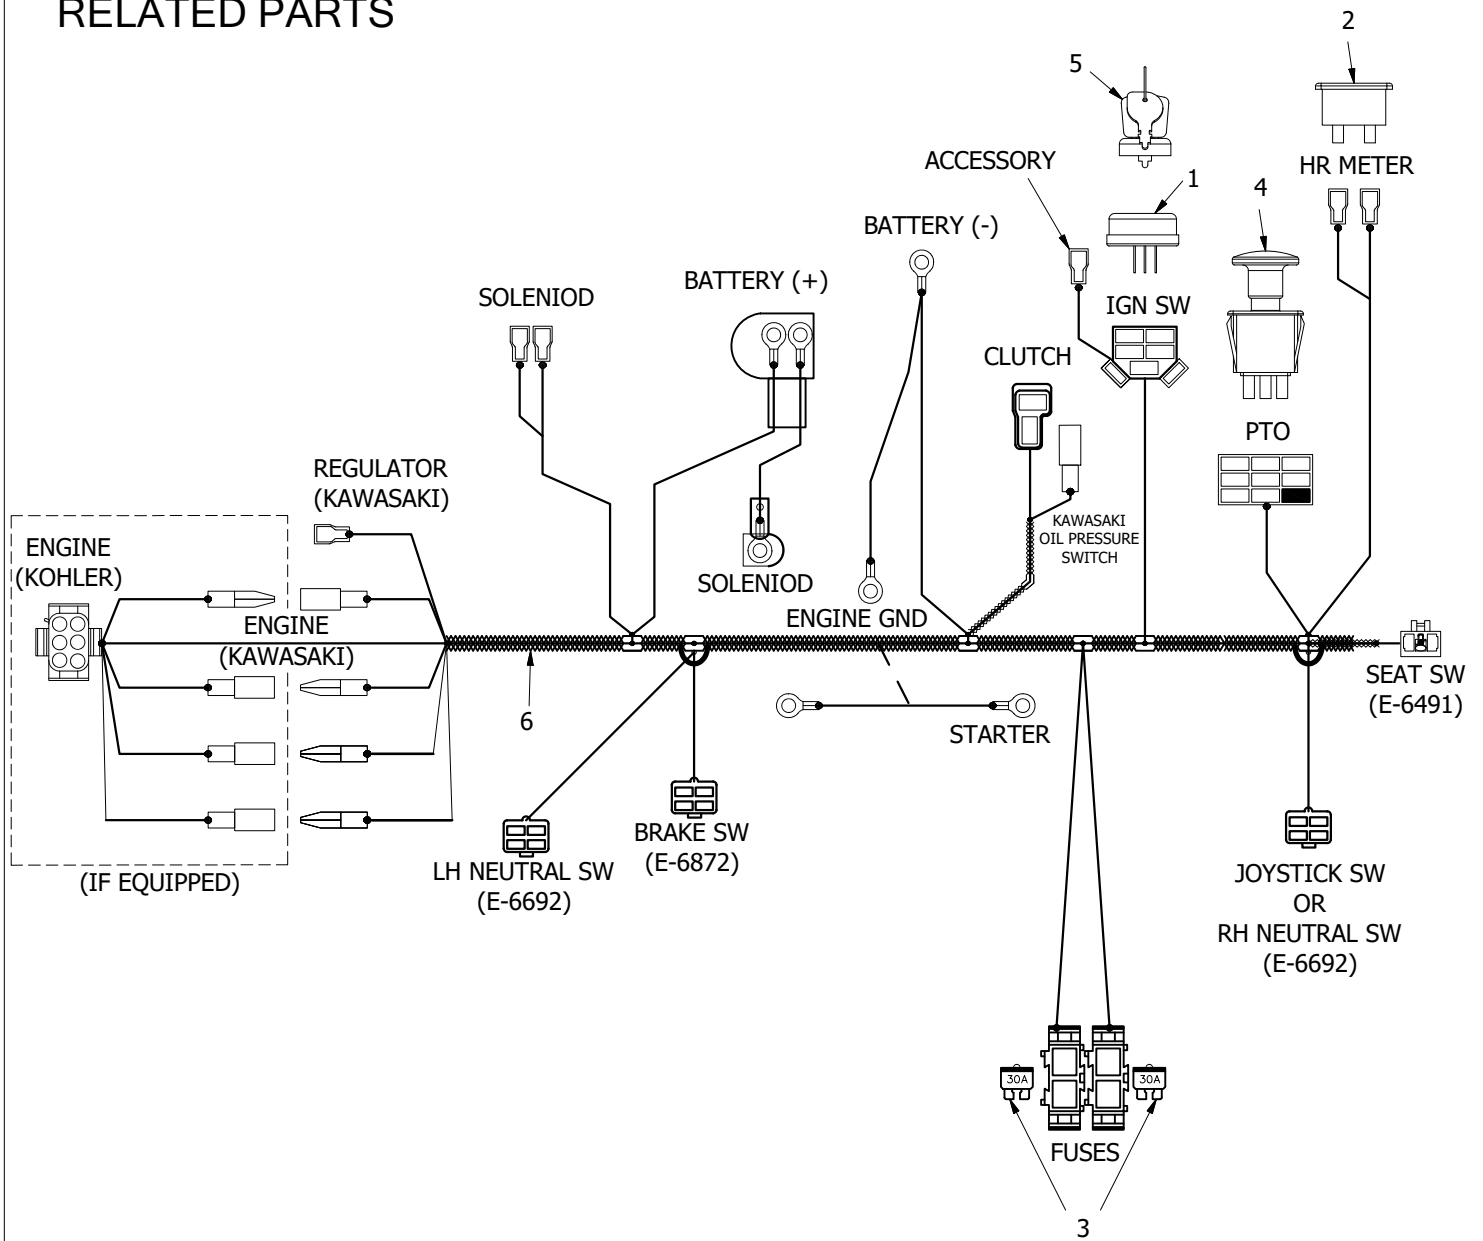 RELATED PARTS
2
5
ACCESSORY
HR METER
1
4
BATTERY (-)
BATTERY (+)
SOLENIOD
IGN SW
CLUTCH
PTO
REGULATOR
(KAWASAKI)
KAWASAKI
OIL PRESSURE
SWITCH
ENGINE
(KOHLER)
SOLENIOD
ENGINE GND
ENGINE
(KAWASAKI)
SEAT SW
(E-6491)
6
STARTER
BRAKE SW
(E-6872)
LH NEUTRAL SW
(E-6692)
(IF EQUIPPED)
JOYSTICK SW
OR
RH NEUTRAL SW
(E-6692)
30A
30A
FUSES
3